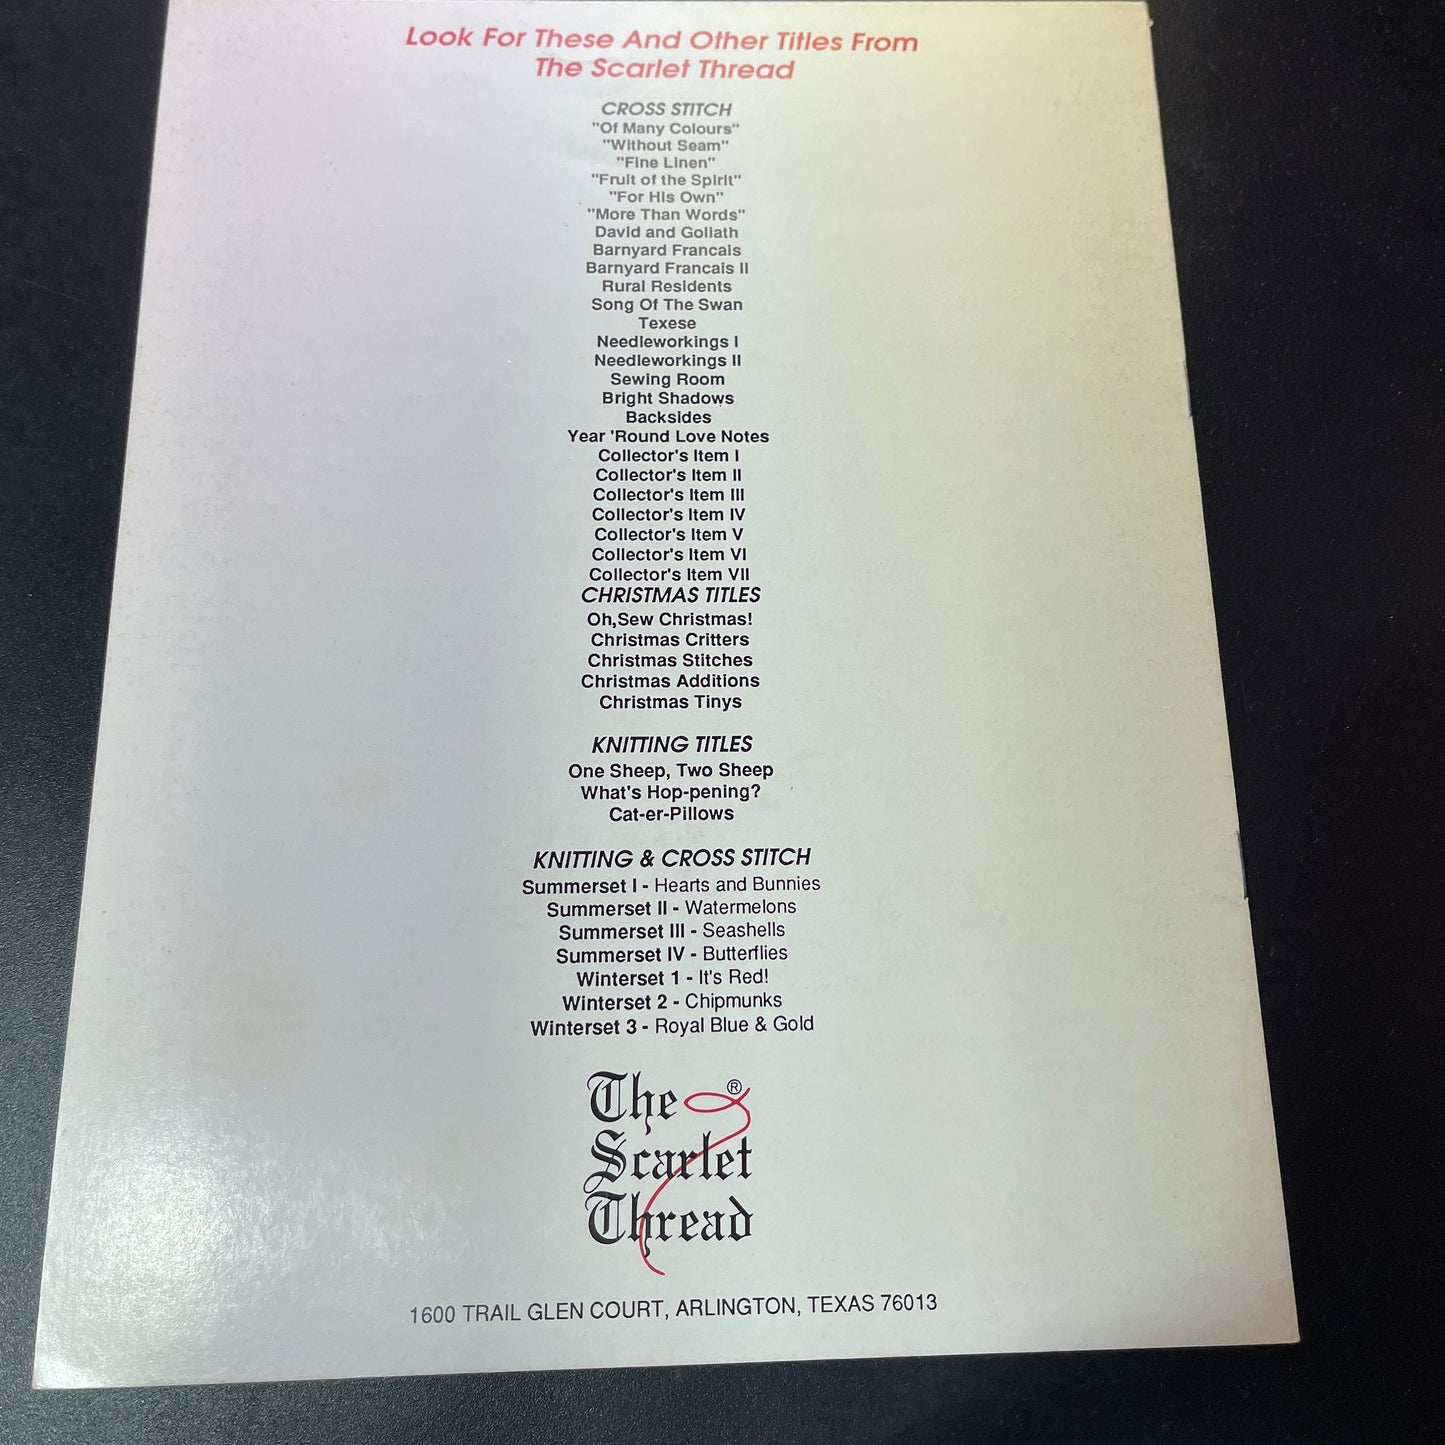 Look For These And Other Titles From
The Scarlet Thread
CROSS STITCH
"Of Many Colours"
"Without Seam"
"Fine Linen"
"Fruit of the Spirit"
"For His Own"
"More Than Words"
David and Goliath
Barnyard Francais
Barnyard Francais II
Rural Residents
Song Of The Swan
Texese
Needleworkings I
Needleworkings II
Sewing Room
Bright Shadows
Backsides
Year 'Round Love Notes
Collector's Item I
Collector's Item II
Collector's Item III
Collector's Item IV
Collector's Item V
Collector's Item VI
Collector's Item VII
CHRISTMAS TITLES
Oh,Sew Christmas!
Christmas Critters
Christmas Stitches
Christmas Additions
Christmas Tinys
KNITTING TITLES
One Sheep, Two Sheep
What's Hop-pening?
Cat-er-Pillows
KNITTING & CROSS STITCH
Summerset I - Hearts and Bunnies
Summerset II - Watermelons
Summerset III - Seashells
Summerset IV - Butterflies
Winterset 1 - It's Red!
Winterset 2 - Chipmunks
Winterset 3 - Royal Blue & Gold
The ®
Scarlet
Thread
1600 TRAIL GLEN COURT, ARLINGTON, TEXAS 76013